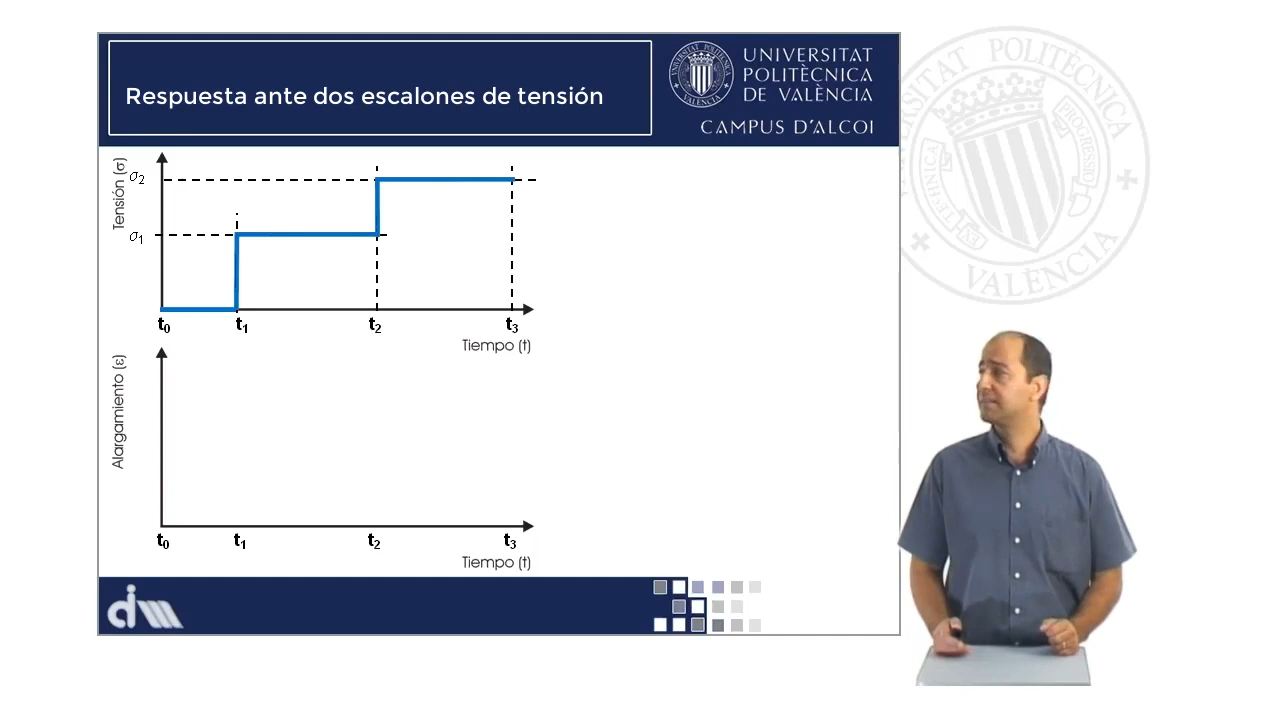 Respuesta ante dos escalones de tensión
UNIVERSITAT
POLITÈCNICA
DE VALÈNCIA
CAMPUS D'ALCOI
Tensión (σ)
σ2
σ1
t0 t1 t2 t3
Tiempo (t)
Alargamiento (ε)
t0 t1 t2 t3
Tiempo (t)